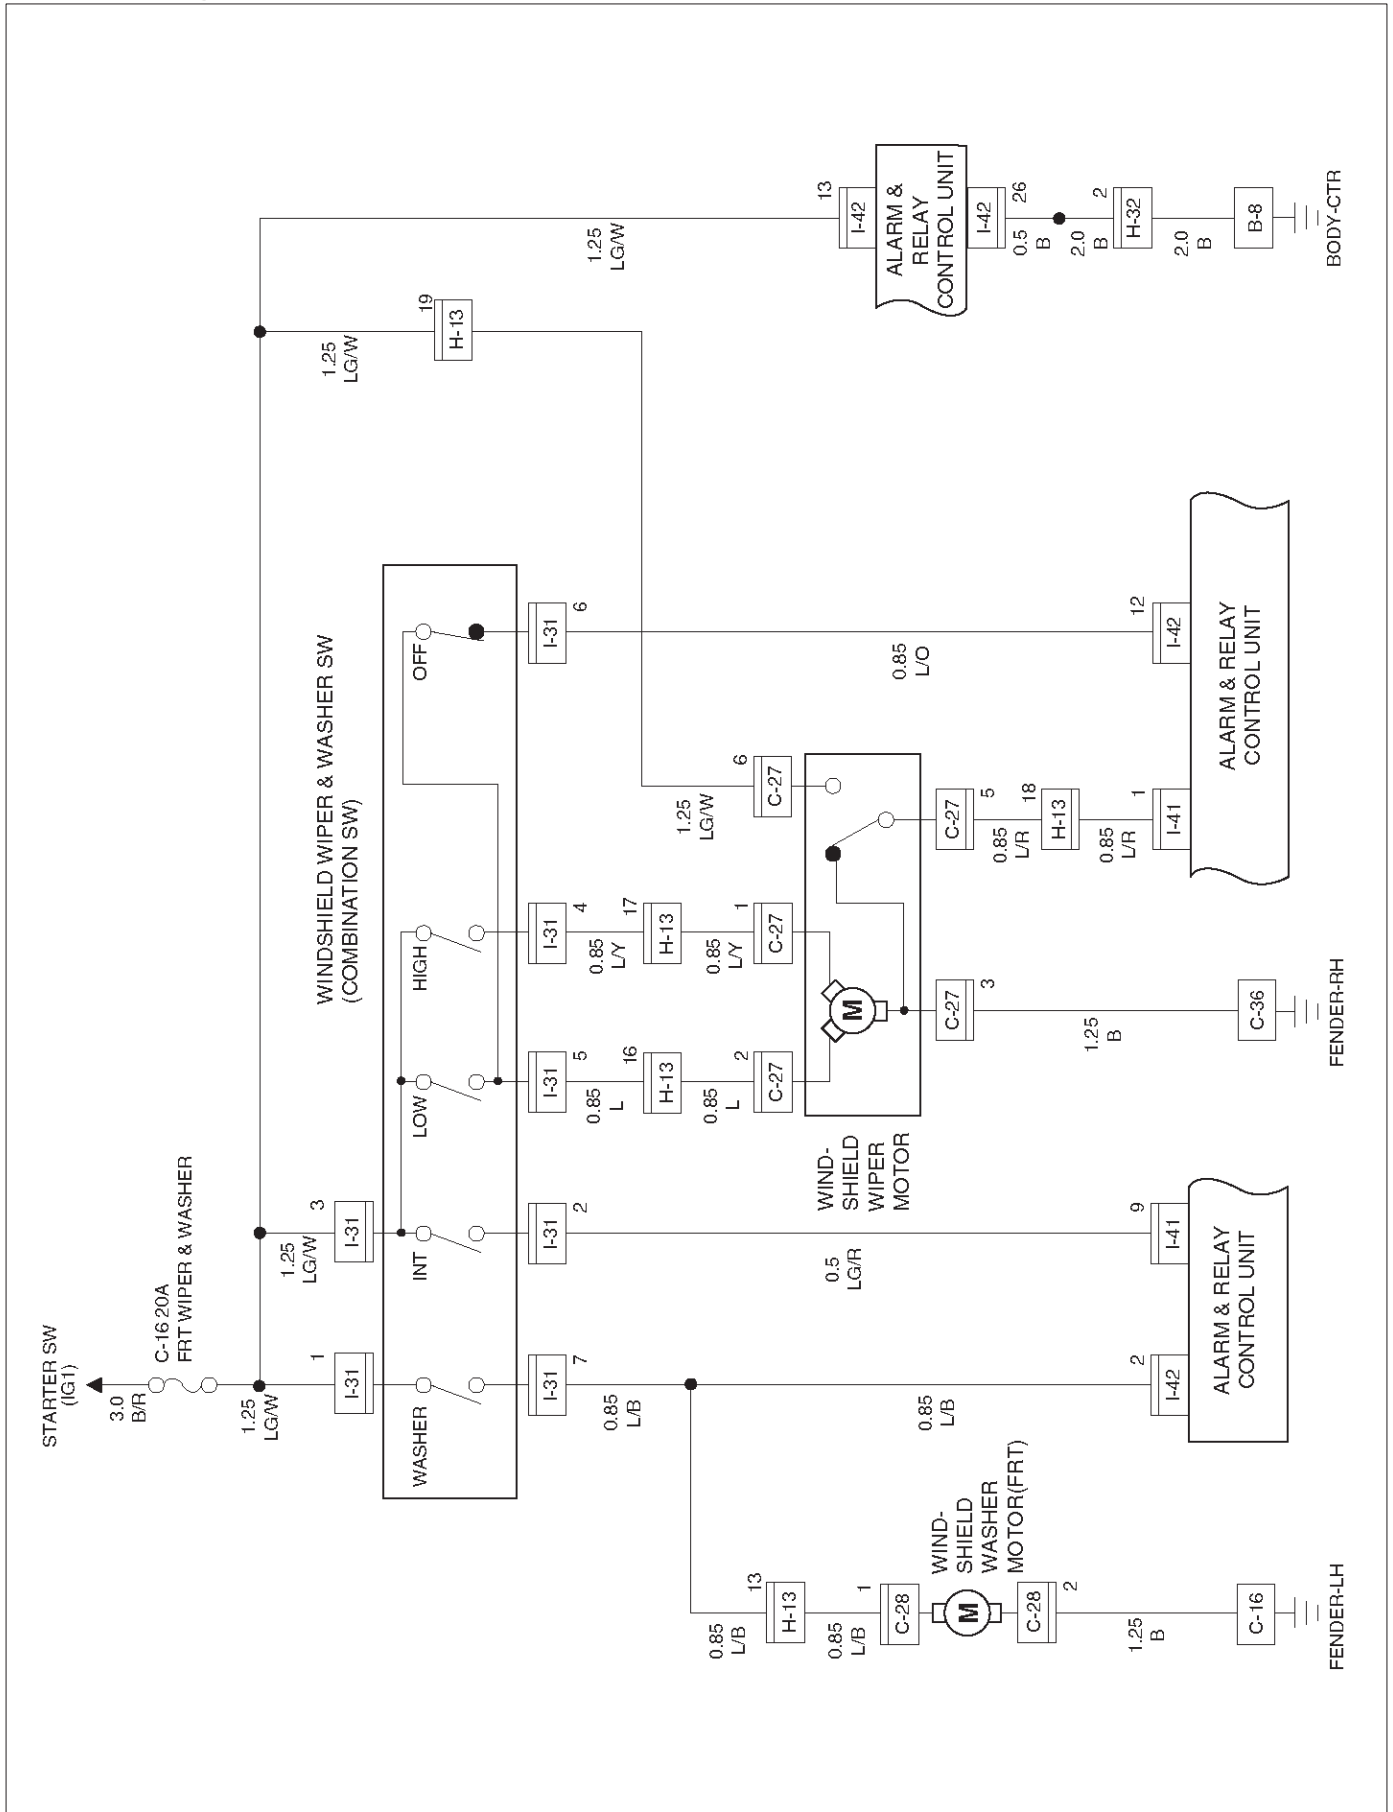 STARTER SW
(IG1)
3.0
B/R
C-16 20A
FRT WIPER & WASHER
1.25
LG/W
1.25
LG/W
1.25
LG/W
1.25
LG/W
WINDSHIELD WIPER & WASHER SW
(COMBINATION SW)
1
I-31
3
I-31
WASHER
INT
LOW
HIGH
OFF
I-31
7
I-31
2
I-31
5
I-31
4
I-31
6
19
H-13
0.85
L/B
0.85
L
0.85
L/Y
16
H-13
17
H-13
0.85
L
0.85
L/Y
1.25
LG/W
2
C-27
1
C-27
6
C-27
0.85
L/B
13
H-13
0.85
L/B
1
C-28
M
WIND-
SHIELD
WASHER
MOTOR(FRT)
C-28
2
1.25
B
C-16
FENDER-LH
0.85
L/B
2
I-42
0.5
LG/R
9
I-41
ALARM & RELAY
CONTROL UNIT
WIND-
SHIELD
WIPER
MOTOR
M
C-27
3
1.25
B
C-36
FENDER-RH
C-27
5
0.85
L/R
18
H-13
0.85
L/R
1
I-41
0.85
L/O
12
I-42
ALARM & RELAY
CONTROL UNIT
13
I-42
ALARM &
RELAY
CONTROL UNIT
I-42
26
0.5
B
2.0
B
2
H-32
2.0
B
B-8
BODY-CTR